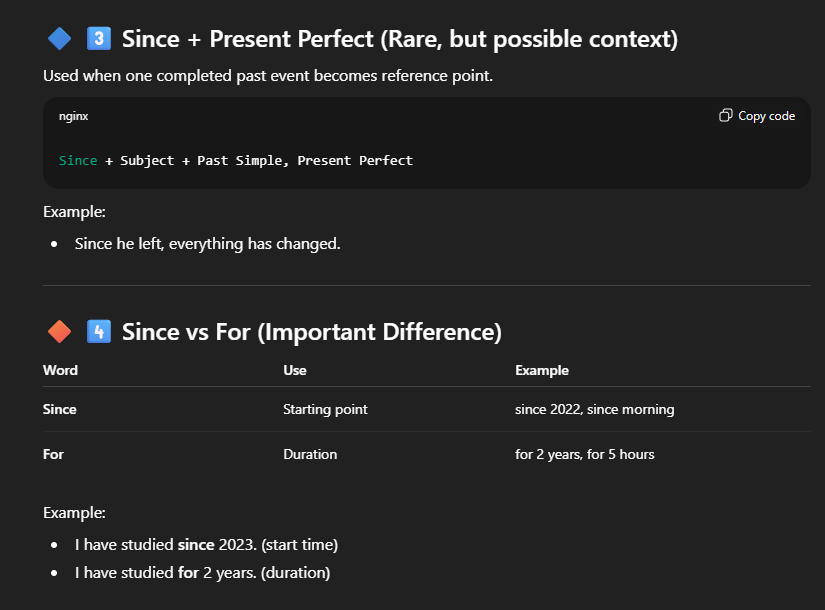 🔷 3️⃣ Since + Present Perfect (Rare, but possible context)
Used when one completed past event becomes reference point.
nginx Copy code
Since + Subject + Past Simple, Present Perfect
Example:
• Since he left, everything has changed.
🔶 4️⃣ Since vs For (Important Difference)
Word Use Example
Since Starting point since 2022, since morning
For Duration for 2 years, for 5 hours
Example:
• I have studied since 2023. (start time)
• I have studied for 2 years. (duration)